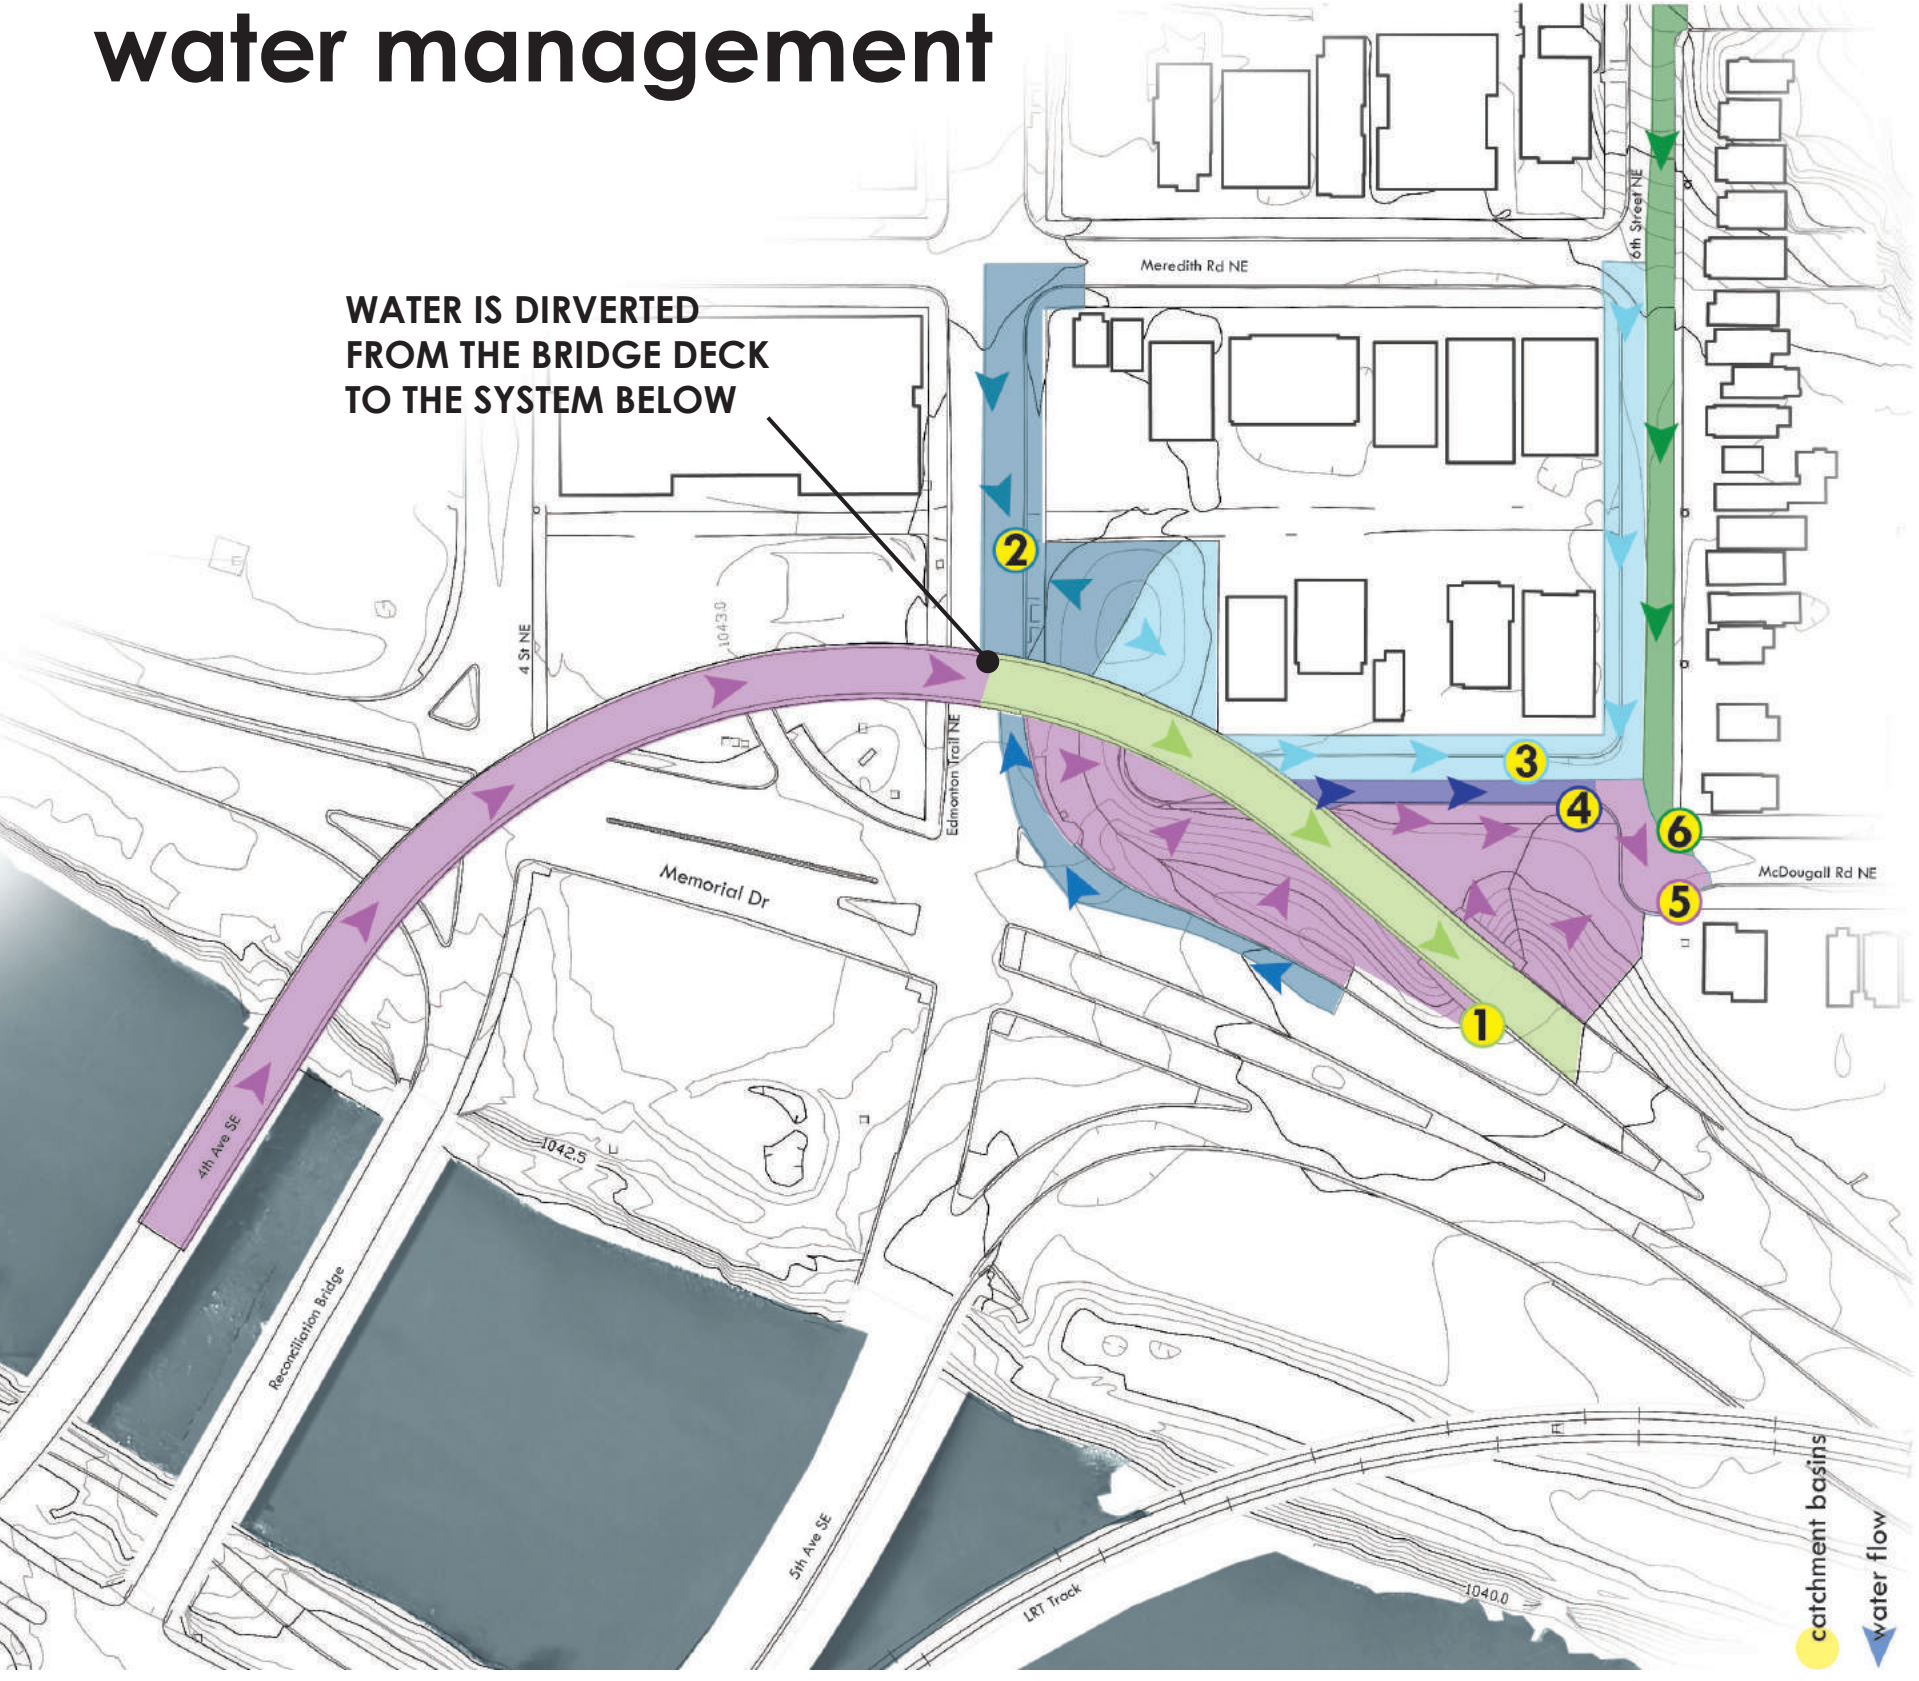 water management
WATER IS DIRVERTED
FROM THE BRIDGE DECK
TO THE SYSTEM BELOW
Meredith Rd NE
6th Street NE
2
4 St NE
1043.0
Edmonton Trail NE
3
4
6
McDougall Rd NE
5
Memorial Dr
1
4th Ave SE
1042.5
Reconciliation Bridge
5th Ave SE
LRT Track
1040.0
catchment basins
water flow